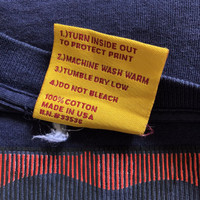 1.) TURN INSIDE OUT
TO PROTECT PRINT
2.) MACHINE WASH WARM
3.) TUMBLE DRY LOW
4.) DO NOT BLEACH
100% COTTON
MADE IN USA
R.N.#33536